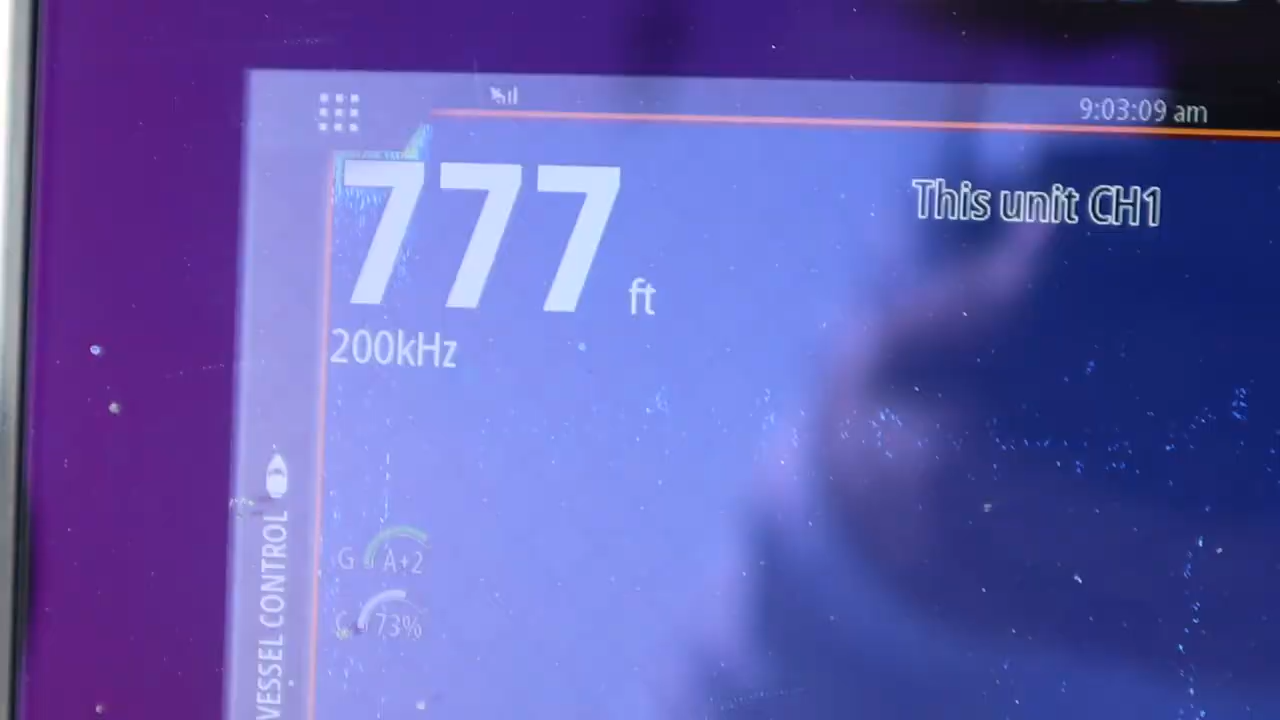 9:03:09 am
777 ft
This unit CH1
200kHz
G A+2
C 73%
VESSEL CONTROL